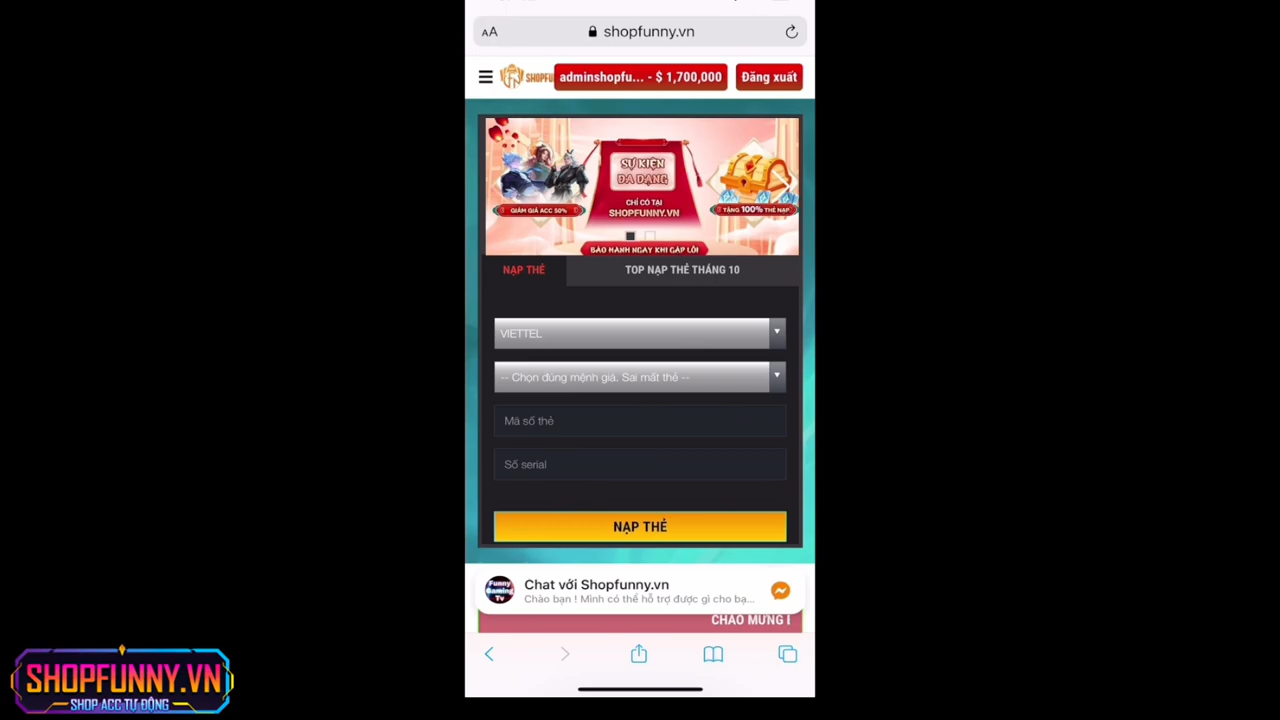 AA shopfunny.vn
SHOPFU adminshopfu... - $ 1,700,000 Đăng xuất
SỰ KIỆN
ĐA DẠNG
CHỈ CÓ TẠI
SHOPFUNNY.VN
GIẢM GIÁ ACC 50%
TẶNG 100% THẺ NẠP
BẢO HÀNH NGAY KHI GẶP LỖI
NẠP THẺ TOP NẠP THẺ THÁNG 10
VIETTEL
-- Chọn đúng mệnh giá. Sai mất thẻ --
Mã số thẻ
Số serial
NẠP THẺ
Funny
Gaming
Tv
Chat với Shopfunny.vn
Chào bạn ! Mình có thể hỗ trợ được gì cho bạ...
CHÀO MỪNG
SHOPFUNNY.VN
SHOP ACC TỰ ĐỘNG